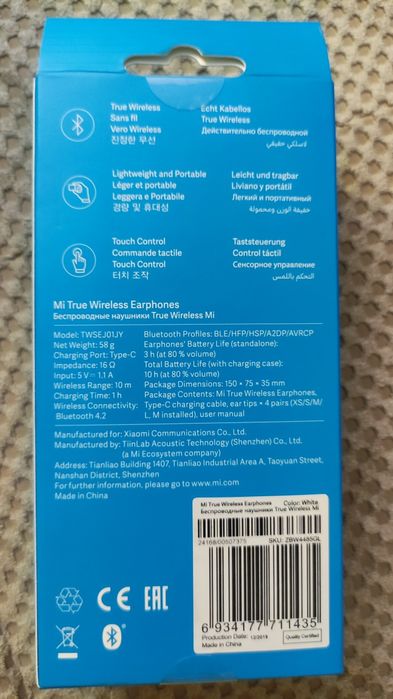 True Wireless
Sans fil
Vero Wireless
진정한 무선
Echt Kabellos
True Wireless
Действительно беспроводной
لاسلكي حقيقي
Lightweight and Portable
Léger et portable
Leggera e Portabile
경량 및 휴대성
Leicht und tragbar
Liviano y portátil
Легкий и портативный
خفيفة الوزن ومحمولة
Touch Control
Commande tactile
Touch Control
터치 조작
Taststeuerung
Control táctil
Сенсорное управление
التحكم باللمس
Mi True Wireless Earphones
Беспроводные наушники True Wireless Mi
Model: TWSEJ01JY
Net Weight: 58 g
Charging Port: Type-C
Impedance: 16 Ω
Input: 5 V⎓1.1 A
Wireless Range: 10 m
Charging Time: 1 h
Wireless Connectivity:
Bluetooth 4.2
Bluetooth Profiles: BLE/HFP/HSP/A2DP/AVRCP
Earphones' Battery Life (standalone):
3 h (at 80 % volume)
Total Battery Life (with charging case):
10 h (at 80 % volume)
Package Dimensions: 150 × 75 × 35 mm
Package Contents: Mi True Wireless Earphones,
Type-C charging cable, ear tips × 4 pairs (XS/S/M/
L, M installed), user manual
Manufactured for: Xiaomi Communications Co., Ltd.
Manufactured by: TiinLab Acoustic Technology (Shenzhen) Co., Ltd.
(a Mi Ecosystem company)
Address: Tianliao Building 1407, Tianliao Industrial Area A, Taoyuan Street,
Nanshan District, Shenzhen, China
For further information, please go to www.mi.com
Made in China
Mi True Wireless Earphones Color: White
Беспроводные наушники True Wireless Mi
24168/00507375 SKU: ZBW4485GL
6 934177 711435
Production Date: 12/2019
Made in China
Quality Certified
CE EAC